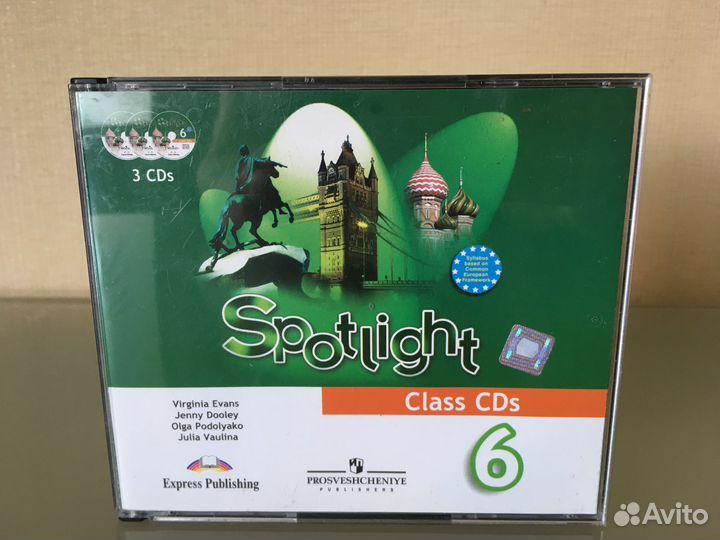 6
3 CDs
Syllabus
based on
Common
European
Framework
Spotlight
Class CDs
Virginia Evans
Jenny Dooley
Olga Podolyako
Julia Vaulina
6
Express Publishing
PROSVESHCHENIYE
PUBLISHERS
Avito